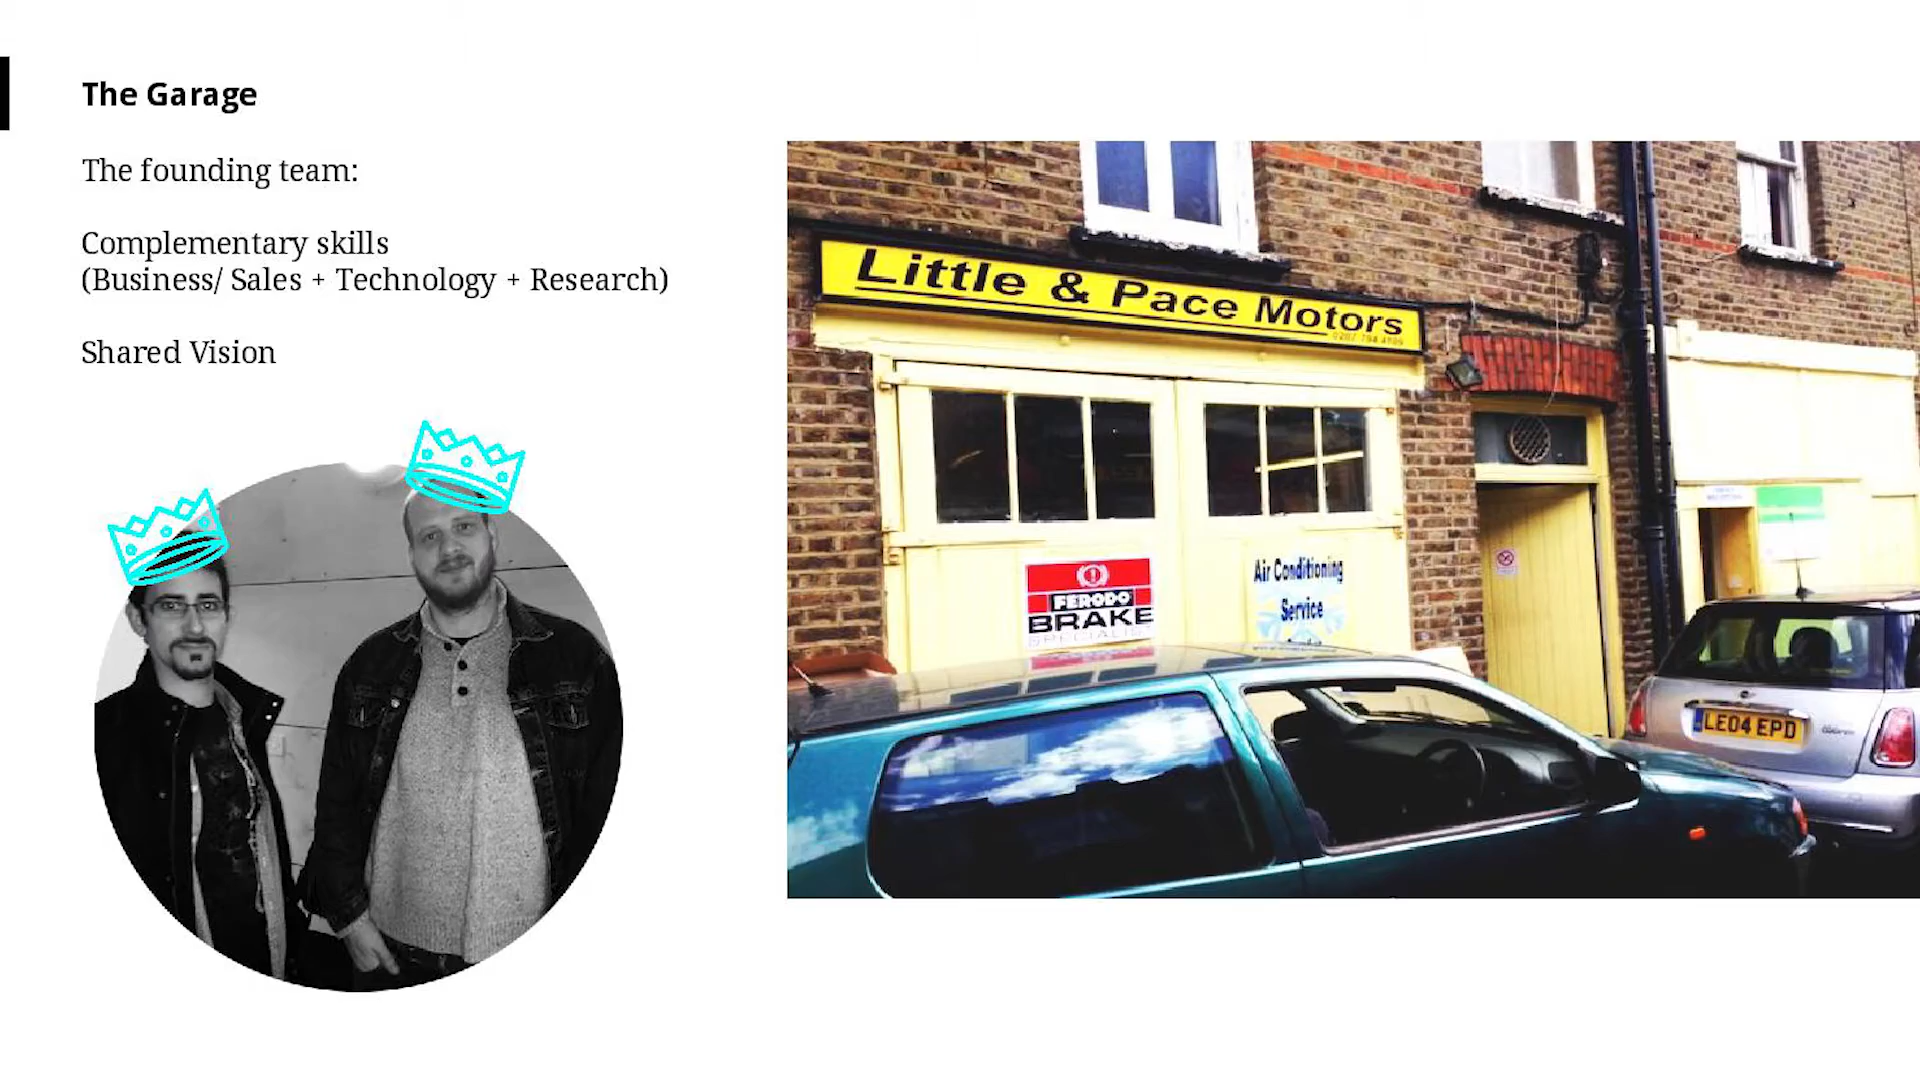 The Garage
The founding team:
Complementary skills
(Business/ Sales + Technology + Research)
Shared Vision
Little & Pace Motors
FERODO
BRAKE
SPECIALIST
Air Conditioning
Service
LE04 EPD